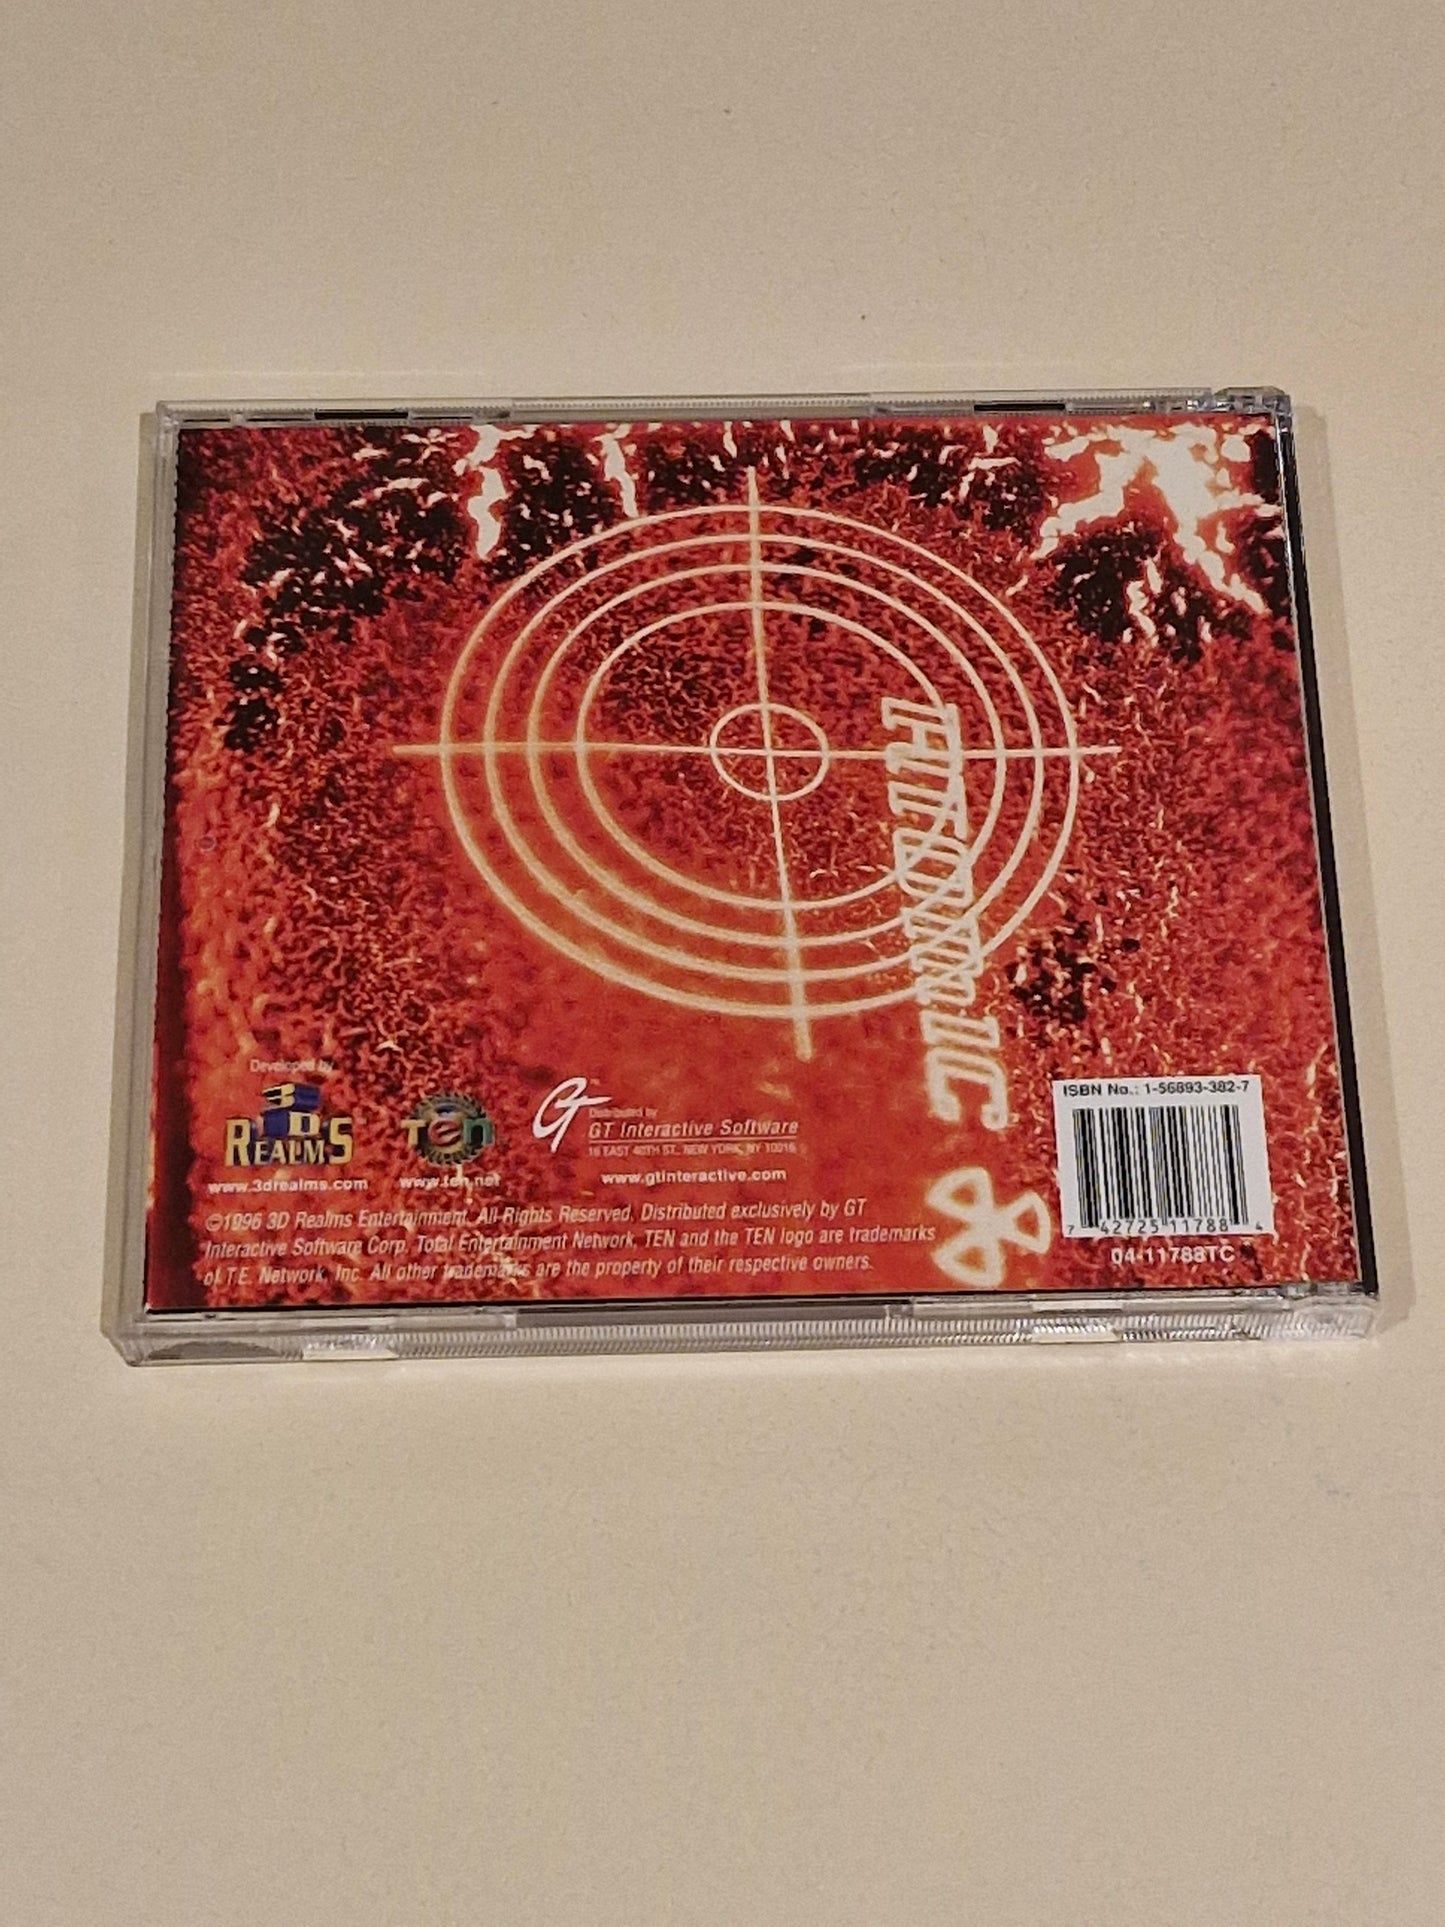 ATOMIC
ISBN No.: 1-56893-382-7
7 42725 11788 4
04-11788TC
Developed by
3D
REALMS
www.3drealms.com
TEN
www.ten.net
GT
Distributed by
GT Interactive Software
16 EAST 40TH ST., NEW YORK, NY 10016
www.gtinteractive.com
©1996 3D Realms Entertainment. All Rights Reserved. Distributed exclusively by GT
Interactive Software Corp. Total Entertainment Network, TEN and the TEN logo are trademarks
of T.E. Network, Inc. All other trademarks are the property of their respective owners.